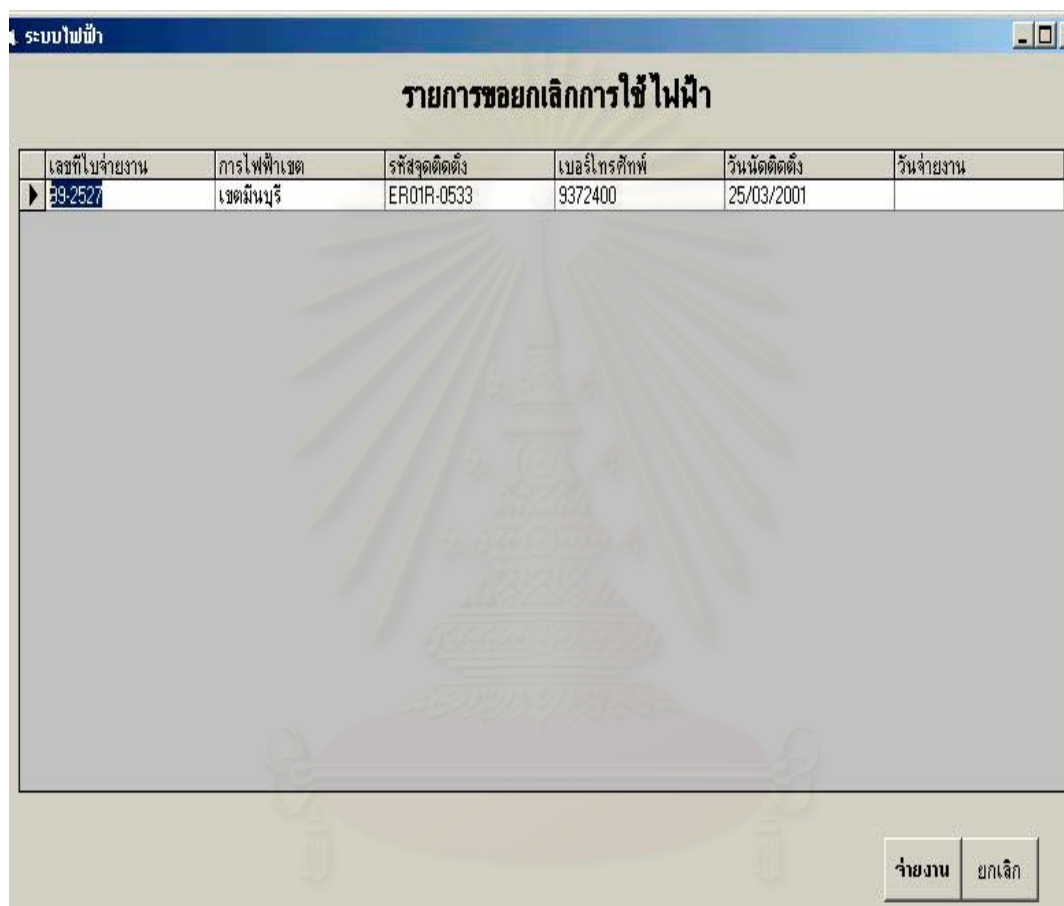 ระบบไฟฟ้า
รายการขอยกเลิกการใช้ไฟฟ้า
เลขที่ใบจ่ายงาน การไฟฟ้าเขต รหัสจุดติดตั้ง เบอร์โทรศัทพ์ วันนัดติดตั้ง วันจ่ายงาน
39-2527 เขตมีนบุรี ER01R-0533 9372400 25/03/2001
จ่ายงาน ยกเลิก